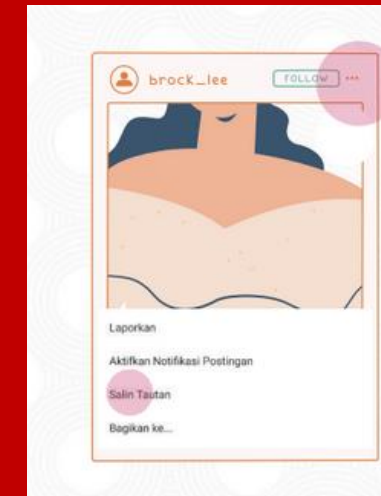 brock_lee FOLLOW
Laporkan
Aktifkan Notifikasi Postingan
Salin Tautan
Bagikan ke...